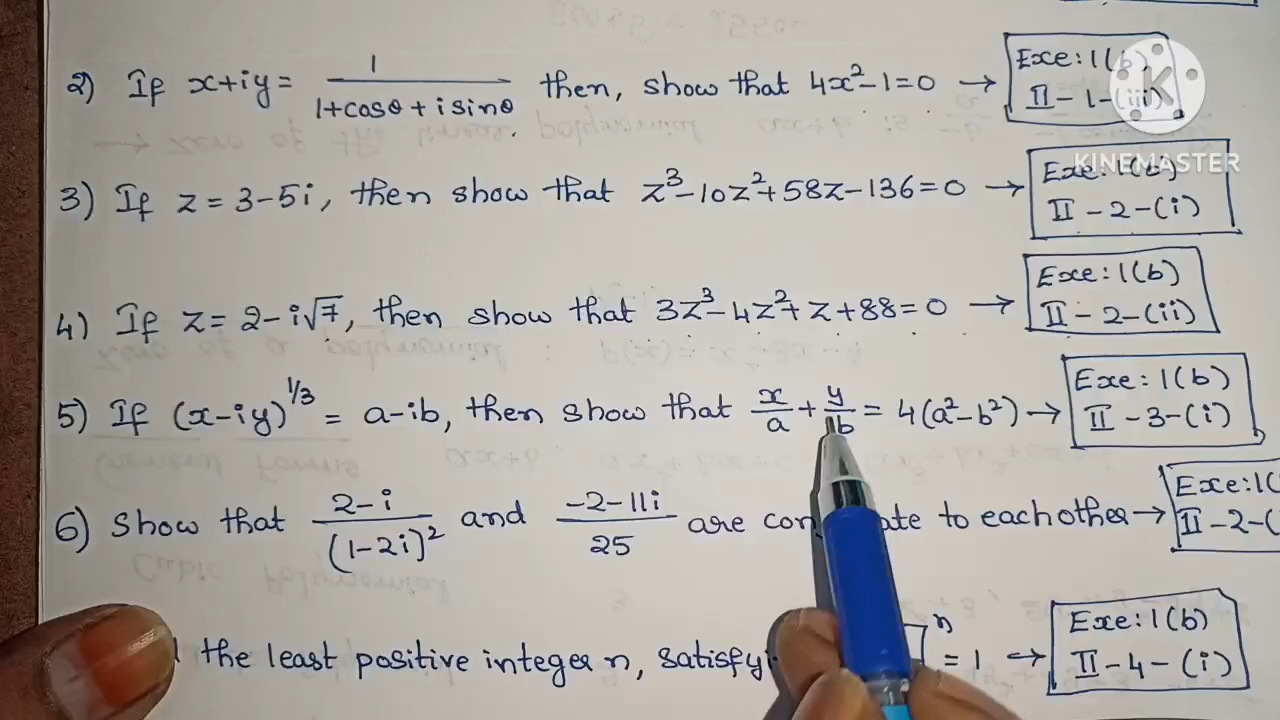 2) If x+iy = 1/(1+cosθ + i sinθ) then, show that 4x²-1=0 → Exe: 1(b) II-1-(iii)
KINEMASTER
3) If z = 3-5i, then show that z³-10z²+58z-136=0 → Exe: 1(b) II-2-(i)
4) If z = 2-i√7, then show that 3z³-4z²+z+88=0 → Exe: 1(b) II-2-(ii)
5) If (x-iy)^1/3 = a-ib, then show that x/a + y/b = 4(a²-b²) → Exe: 1(b) II-3-(i)
6) Show that (2-i)/(1-2i)² and (-2-11i)/25 are to each other → II-2-(
the least positive integer n, n = 1 → Exe: 1(b) II-4-(i)